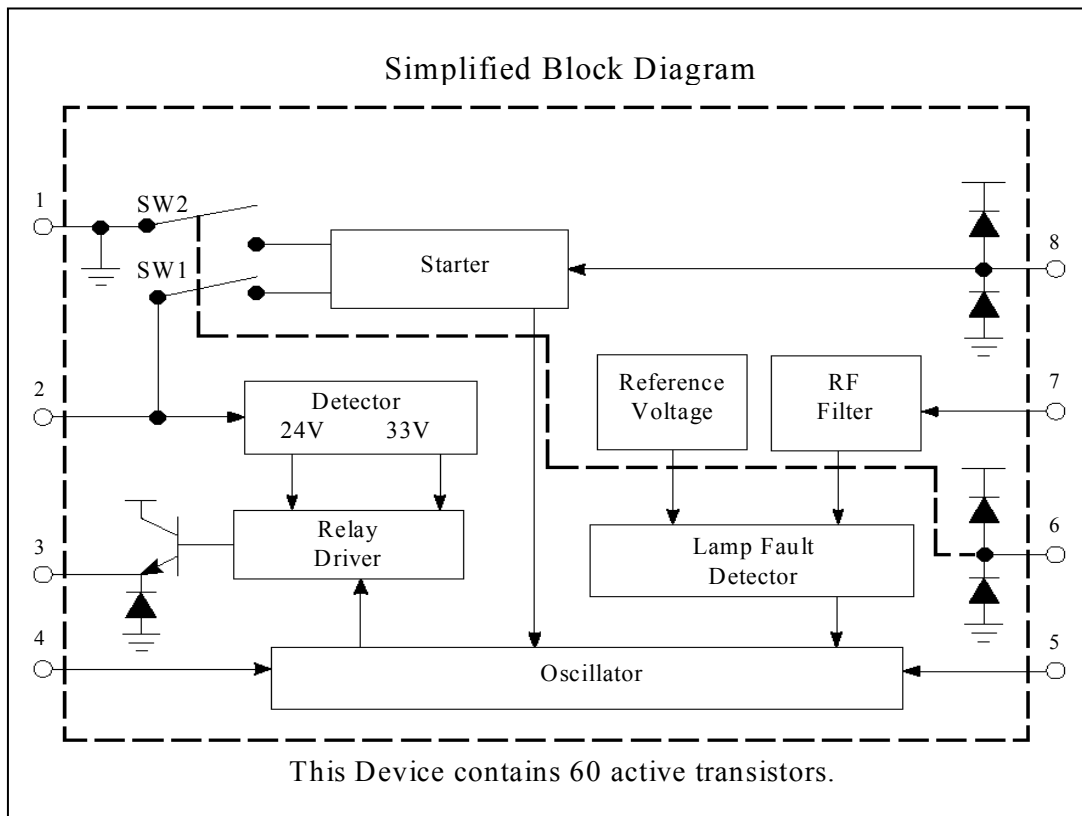 Simplified Block Diagram
1
SW2
SW1
Starter
8
2
Detector
24V 33V
Reference
Voltage
RF
Filter
7
3
Relay
Driver
Lamp Fault
Detector
6
4
Oscillator
5
This Device contains 60 active transistors.